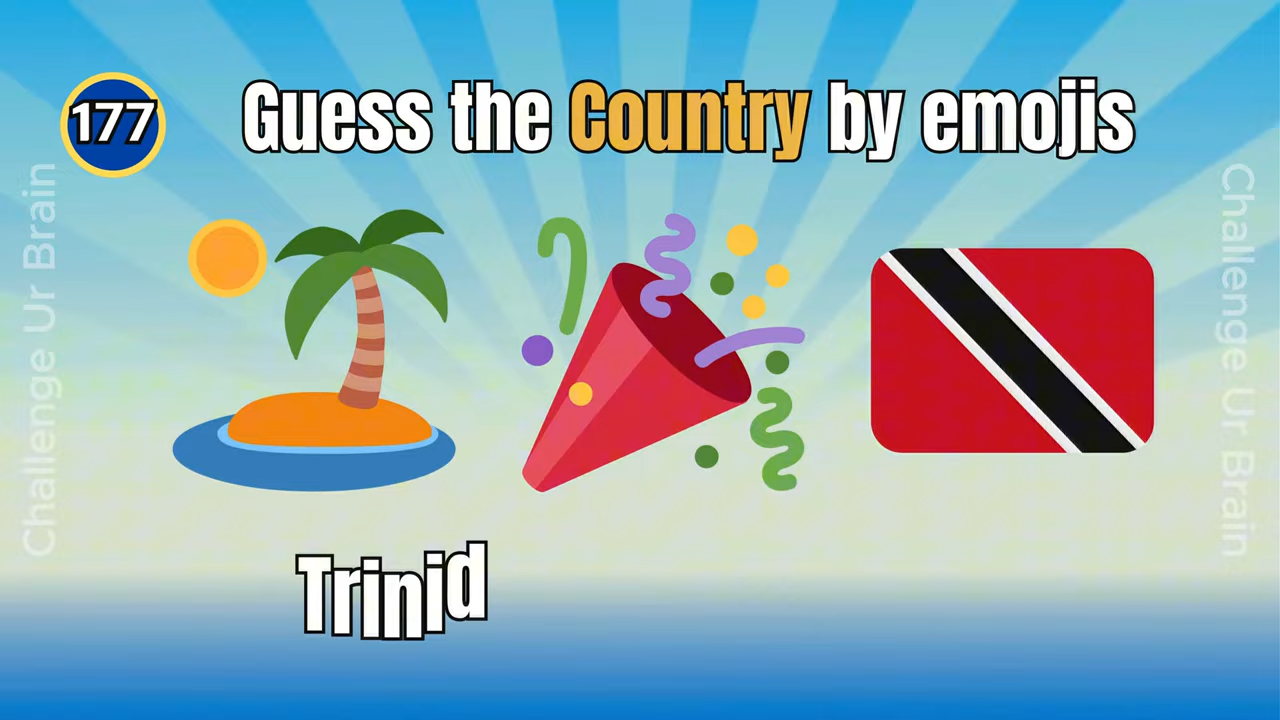 177
Guess the Country by emojis
Challenge Ur Brain
Challenge Ur Brain
Trinid